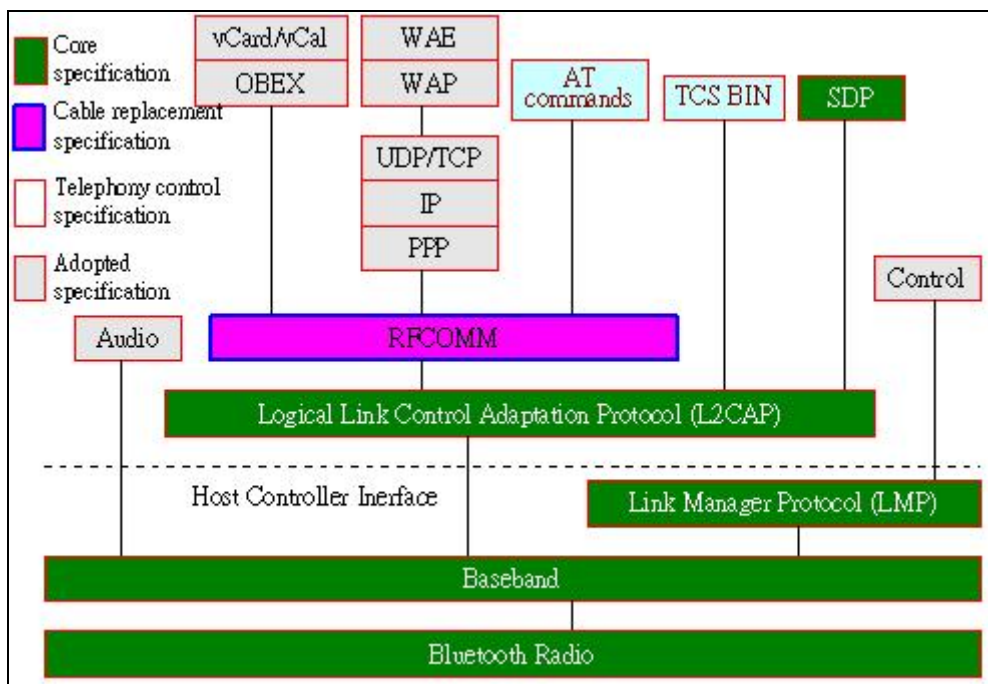 Core
specification
Cable replacement
specification
Telephony control
specification
Adopted
specification
vCard/vCal
OBEX
WAE
WAP
UDP/TCP
IP
PPP
AT
commands
TCS BIN
SDP
Control
Audio
RFCOMM
Logical Link Control Adaptation Protocol (L2CAP)
Host Controller Inerface
Link Manager Protocol (LMP)
Baseband
Bluetooth Radio